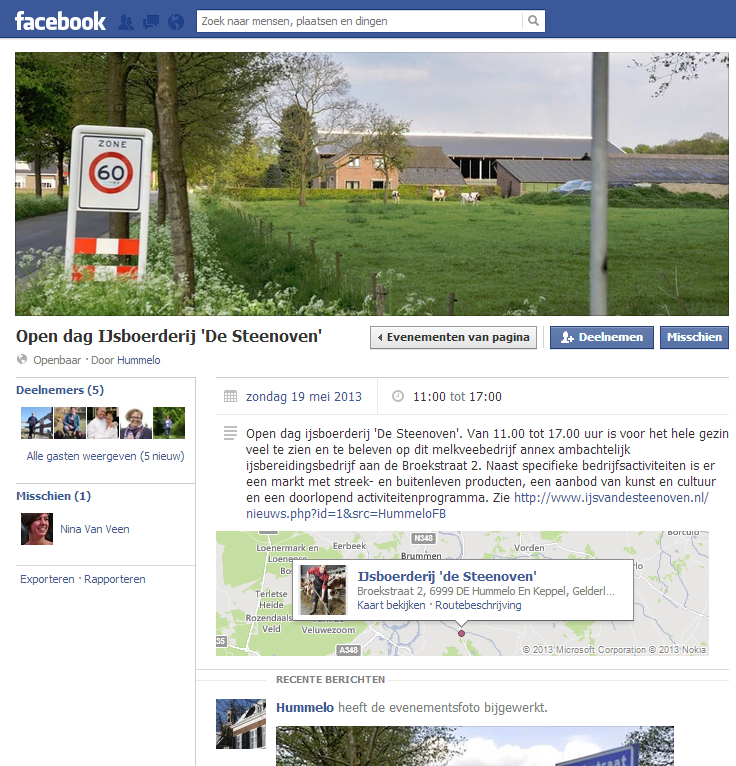 facebook
Zoek naar mensen, plaatsen en dingen
ZONE
60
Open dag IJsboerderij 'De Steenoven'
Evenementen van pagina
Deelnemen
Misschien
Openbaar · Door Hummelo
Deelnemers (5)
Alle gasten weergeven (5 nieuw)
Misschien (1)
Nina Van Veen
Exporteren · Rapporteren
zondag 19 mei 2013
11:00 tot 17:00
Open dag ijsboerderij 'De Steenoven'. Van 11.00 tot 17.00 uur is voor het hele gezin
veel te zien en te beleven op dit melkveebedrijf annex ambachtelijk
ijsbereidingsbedrijf aan de Broekstraat 2. Naast specifieke bedrijfsactiviteiten is er
een markt met streek- en buitenleven producten, een aanbod van kunst en cultuur
en een doorlopend activiteitenprogramma. Zie http://www.ijsvandesteenoven.nl/
nieuws.php?id=1&src=HummeloFB
N348
Borculo
Loenermark en
Loenense
Eerbeek
Brummen
Vorden
Terletse
Heide
Rozendaals
Veld
Veluwezoom
A348
IJsboerderij 'de Steenoven'
Broekstraat 2, 6999 DE Hummelo En Keppel, Gelderl...
Kaart bekijken · Routebeschrijving
© 2013 Microsoft Corporation © 2013 Nokia
RECENTE BERICHTEN
Hummelo heeft de evenementsfoto bijgewerkt.